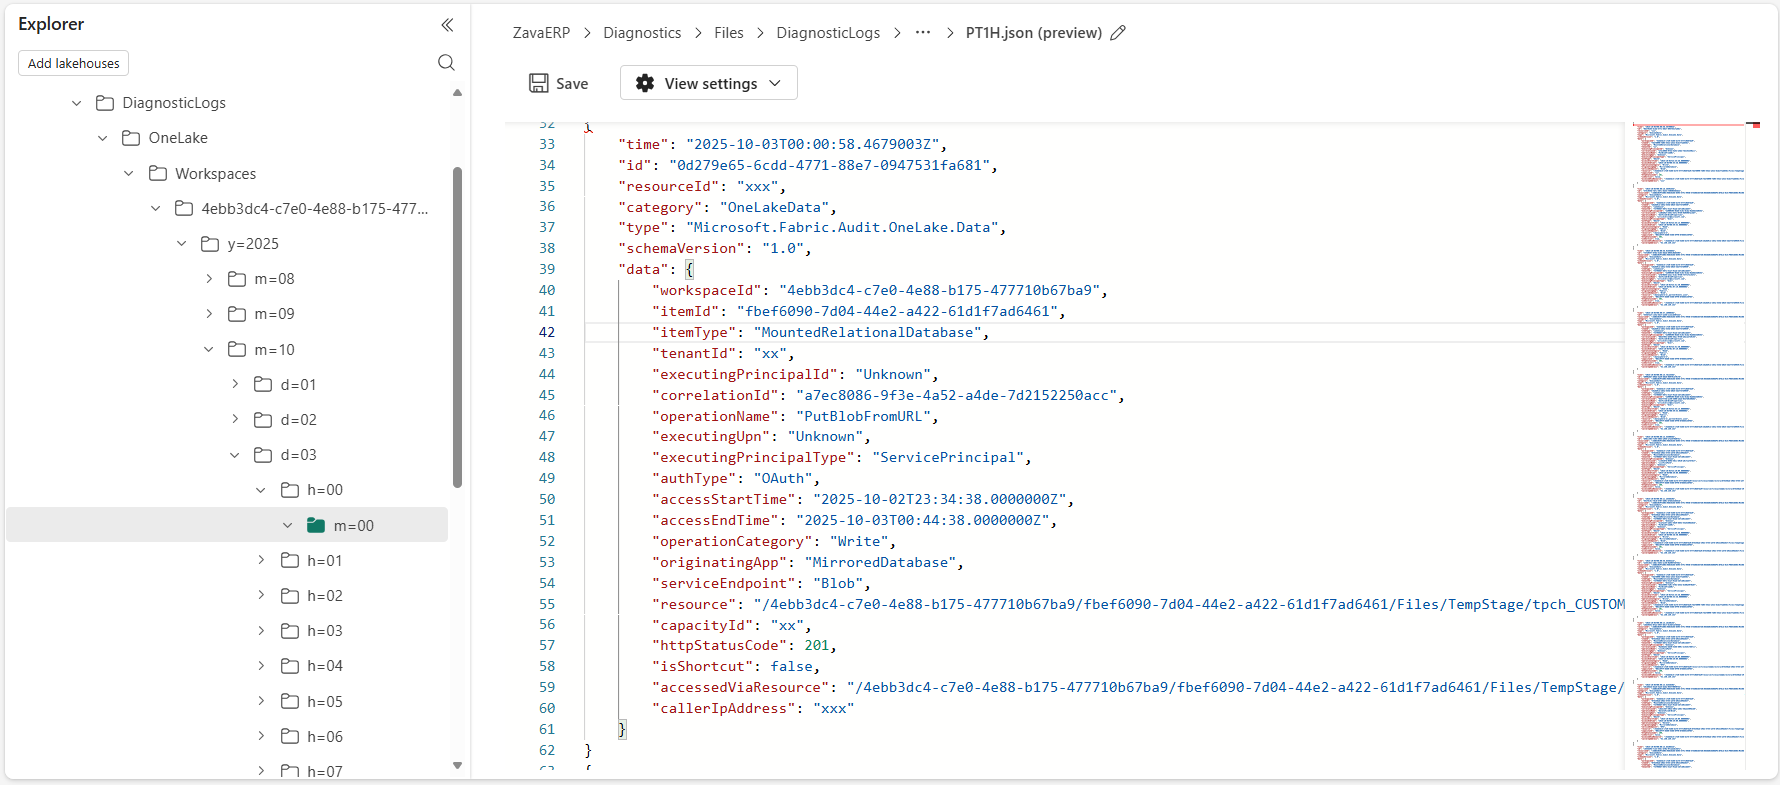 Explorer
Add lakehouses
DiagnosticLogs
OneLake
Workspaces
4ebb3dc4-c7e0-4e88-b175-477...
y=2025
m=08
m=09
m=10
d=01
d=02
d=03
h=00
m=00
h=01
h=02
h=03
h=04
h=05
h=06
h=07
ZavaERP > Diagnostics > Files > DiagnosticLogs > ... > PT1H.json (preview)
Save
View settings
32 {
33 "time": "2025-10-03T00:00:58.4679003Z",
34 "id": "0d279e65-6cdd-4771-88e7-0947531fa681",
35 "resourceId": "xxx",
36 "category": "OneLakeData",
37 "type": "Microsoft.Fabric.Audit.OneLake.Data",
38 "schemaVersion": "1.0",
39 "data": {
40 "workspaceId": "4ebb3dc4-c7e0-4e88-b175-477710b67ba9",
41 "itemId": "fbef6090-7d04-44e2-a422-61d1f7ad6461",
42 "itemType": "MountedRelationalDatabase",
43 "tenantId": "xx",
44 "executingPrincipalId": "Unknown",
45 "correlationId": "a7ec8086-9f3e-4a52-a4de-7d2152250acc",
46 "operationName": "PutBlobFromURL",
47 "executingUpn": "Unknown",
48 "executingPrincipalType": "ServicePrincipal",
49 "authType": "OAuth",
50 "accessStartTime": "2025-10-02T23:34:38.0000000Z",
51 "accessEndTime": "2025-10-03T00:44:38.0000000Z",
52 "operationCategory": "Write",
53 "originatingApp": "MirroredDatabase",
54 "serviceEndpoint": "Blob",
55 "resource": "/4ebb3dc4-c7e0-4e88-b175-477710b67ba9/fbef6090-7d04-44e2-a422-61d1f7ad6461/Files/TempStage/tpch_CUSTOM
56 "capacityId": "xx",
57 "httpStatusCode": 201,
58 "isShortcut": false,
59 "accessedViaResource": "/4ebb3dc4-c7e0-4e88-b175-477710b67ba9/fbef6090-7d04-44e2-a422-61d1f7ad6461/Files/TempStage/
60 "callerIpAddress": "xxx"
61 }
62 }
63 {